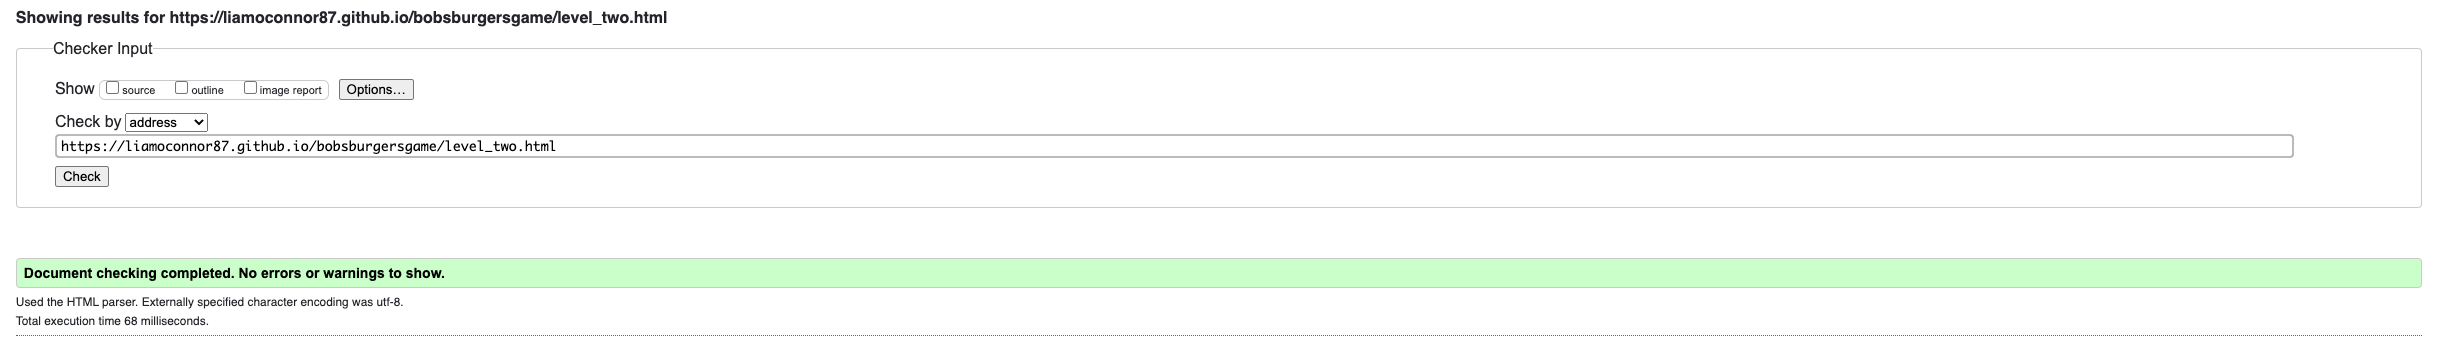 Showing results for https://liamoconnor87.github.io/bobsburgersgame/level_two.html
Checker Input
Show source outline image report Options...
Check by address
https://liamoconnor87.github.io/bobsburgersgame/level_two.html
Check
Document checking completed. No errors or warnings to show.
Used the HTML parser. Externally specified character encoding was utf-8.
Total execution time 68 milliseconds.